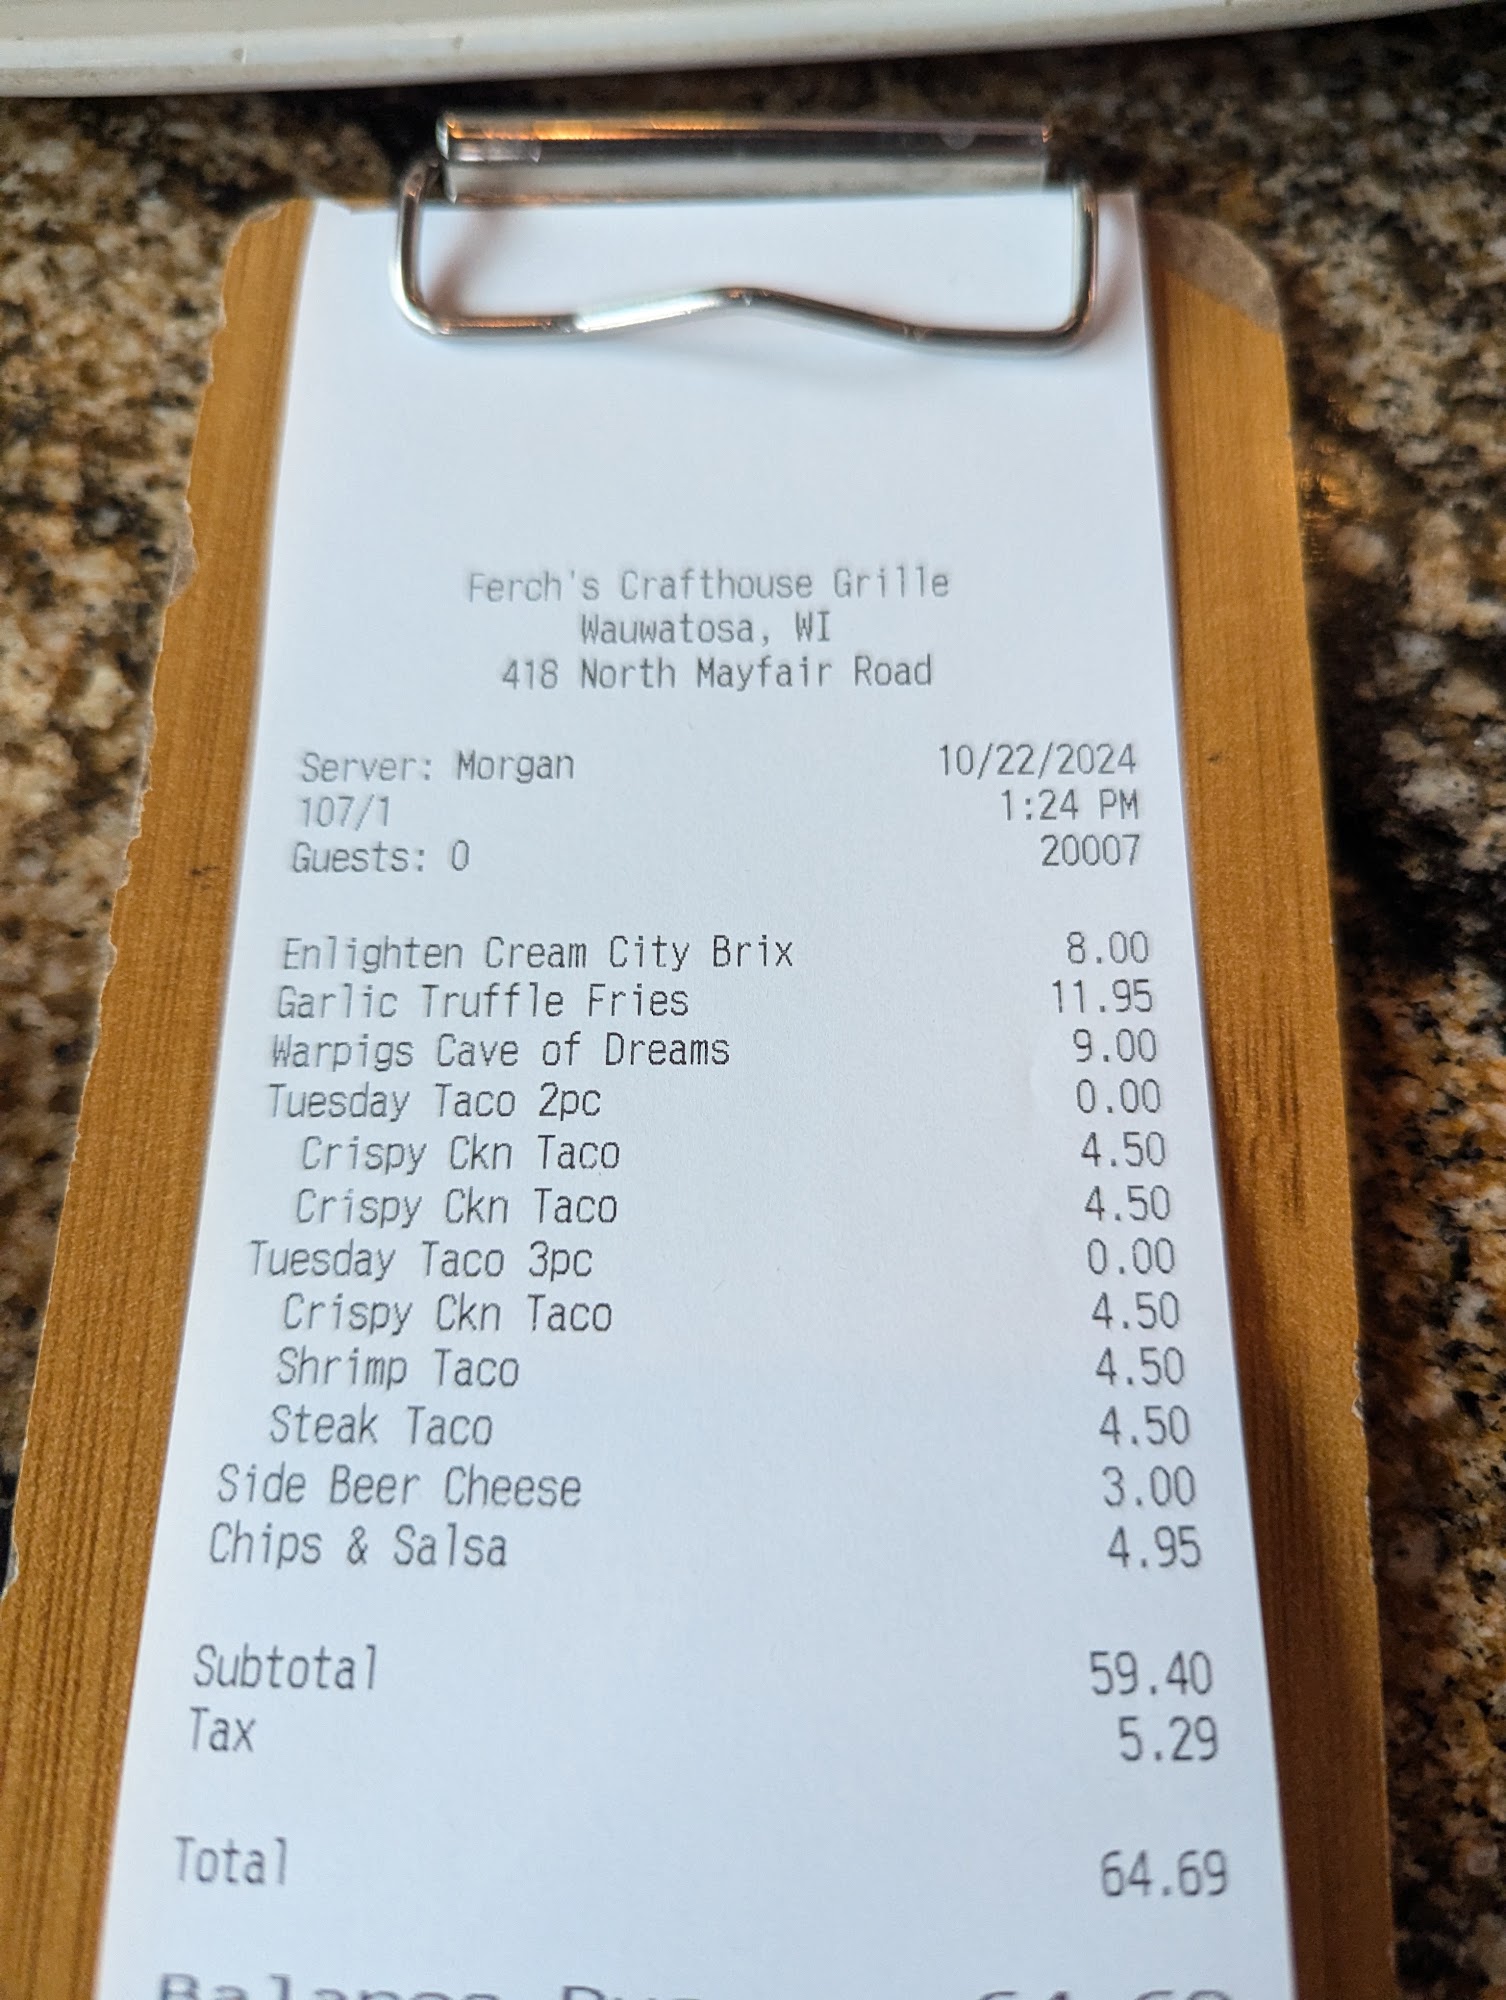 Ferch's Crafthouse Grille
Wauwatosa, WI
418 North Mayfair Road
Server: Morgan 10/22/2024
107/1 1:24 PM
Guests: 0 20007
Enlighten Cream City Brix 8.00
Garlic Truffle Fries 11.95
Warpigs Cave of Dreams 9.00
Tuesday Taco 2pc 0.00
Crispy Ckn Taco 4.50
Crispy Ckn Taco 4.50
Tuesday Taco 3pc 0.00
Crispy Ckn Taco 4.50
Shrimp Taco 4.50
Steak Taco 4.50
Side Beer Cheese 3.00
Chips & Salsa 4.95
Subtotal 59.40
Tax 5.29
Total 64.69
Balance Due 64.69